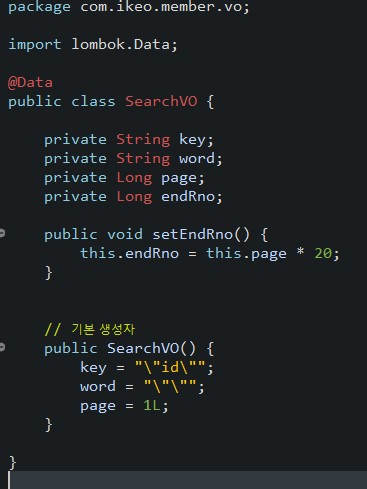 package com.ikeo.member.vo;
import lombok.Data;
@Data
public class SearchVO {
private String key;
private String word;
private Long page;
private Long endRno;
public void setEndRno() {
this.endRno = this.page * 20;
}
// 기본 생성자
public SearchVO() {
key = "\"id\"";
word = "\"\"";
page = 1L;
}
}